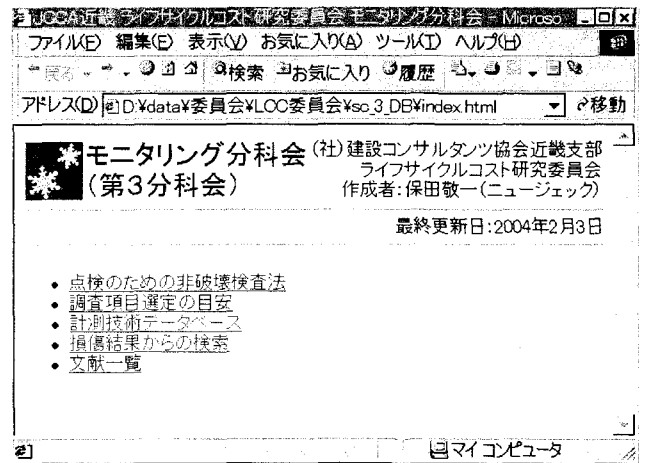 JCCA近畿 ライフサイクルコスト研究委員会 モニタリング分科会 - Microso
ファイル(F) 編集(E) 表示(V) お気に入り(A) ツール(T) ヘルプ(H)
戻る 検索 お気に入り 履歴
アドレス(D) D:¥data¥委員会¥LCC委員会¥sc_3_DB¥index.html 移動
モニタリング分科会
(第3分科会)
(社)建設コンサルタンツ協会近畿支部
ライフサイクルコスト研究委員会
作成者:保田敬一(ニュージェック)
最終更新日:2004年2月3日
• 点検のための非破壊検査法
• 調査項目選定の目安
• 計測技術データベース
• 損傷結果からの検索
• 文献一覧
マイ コンピュータ